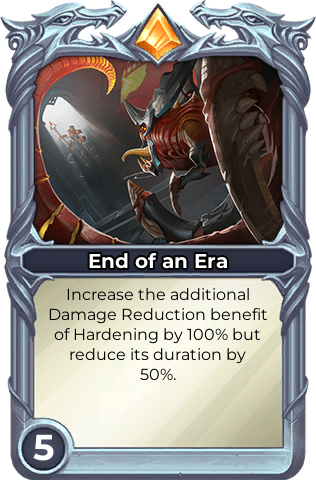 End of an Era
Increase the additional
Damage Reduction benefit
of Hardening by 100% but
reduce its duration by
50%.
5